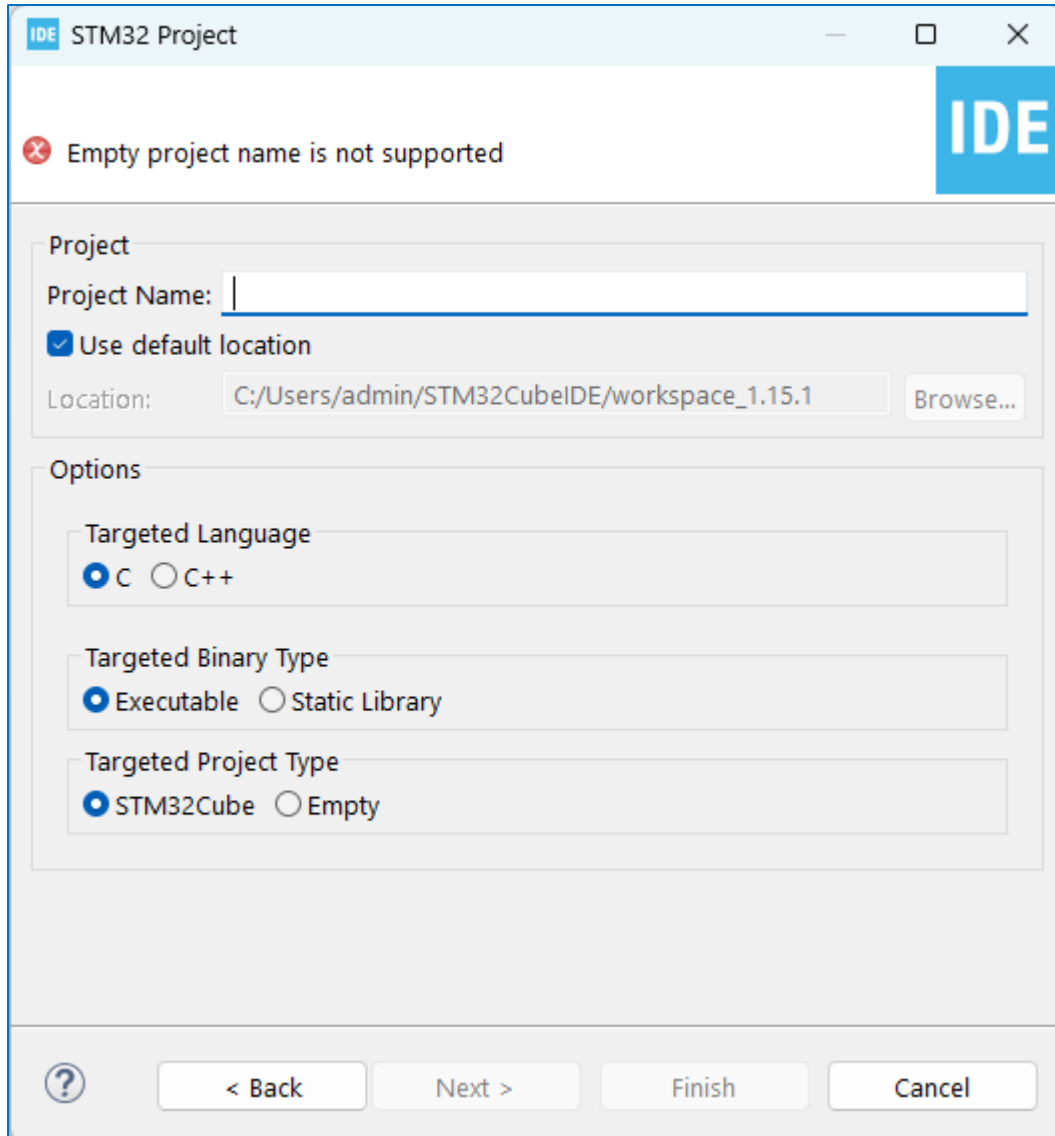 IDE STM32 Project
IDE
Empty project name is not supported
Project
Project Name:
Use default location
Location: C:/Users/admin/STM32CubeIDE/workspace_1.15.1 Browse...
Options
Targeted Language
C C++
Targeted Binary Type
Executable Static Library
Targeted Project Type
STM32Cube Empty
? < Back Next > Finish Cancel